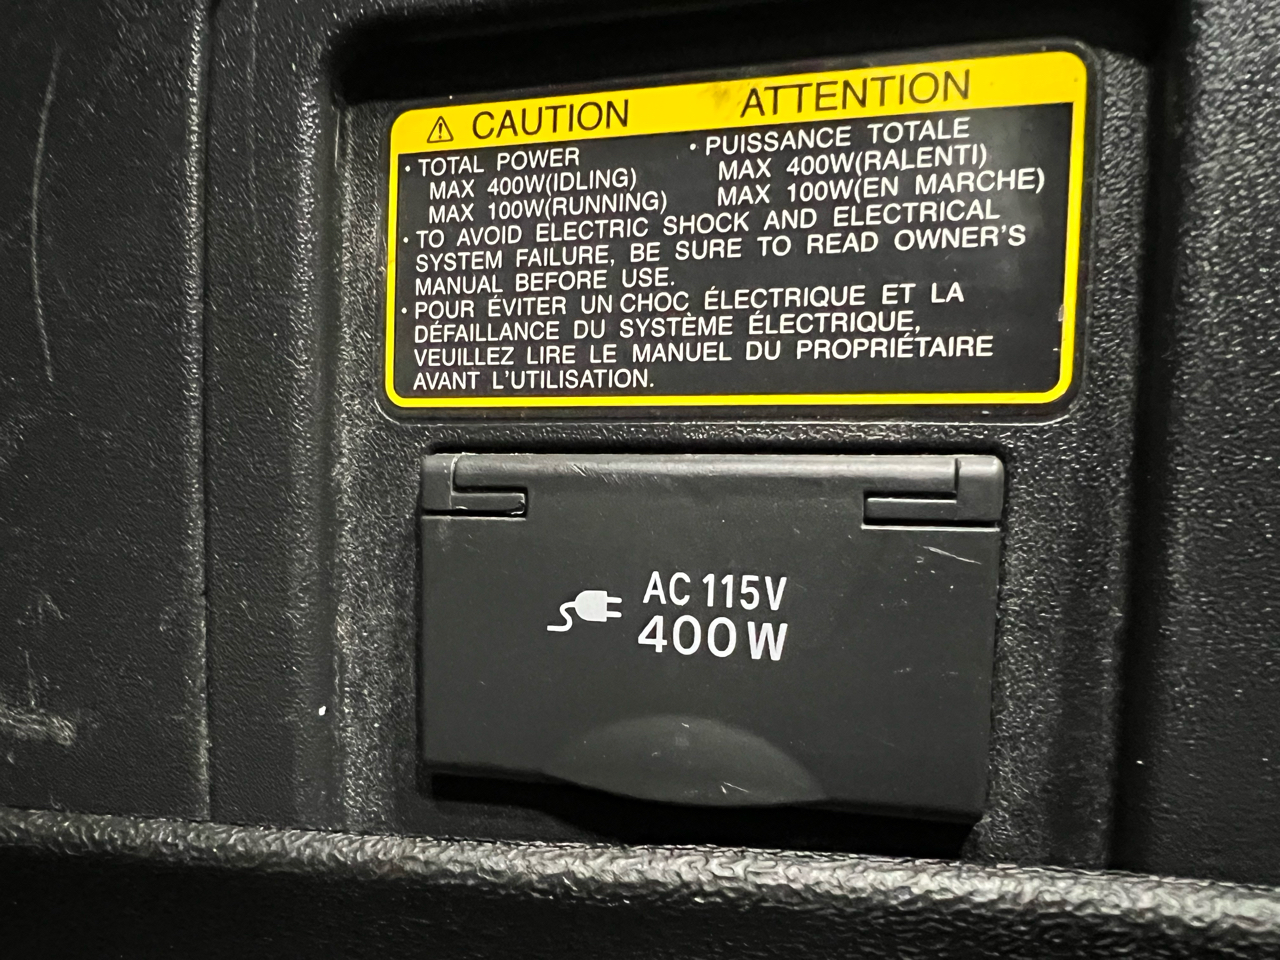 ⚠ CAUTION ATTENTION
• TOTAL POWER
MAX 400W(IDLING)
MAX 100W(RUNNING)
• PUISSANCE TOTALE
MAX 400W(RALENTI)
MAX 100W(EN MARCHE)
• TO AVOID ELECTRIC SHOCK AND ELECTRICAL
SYSTEM FAILURE, BE SURE TO READ OWNER'S
MANUAL BEFORE USE.
• POUR ÉVITER UN CHOC ÉLECTRIQUE ET LA
DÉFAILLANCE DU SYSTÈME ÉLECTRIQUE,
VEUILLEZ LIRE LE MANUEL DU PROPRIÉTAIRE
AVANT L'UTILISATION.
AC 115V
400W